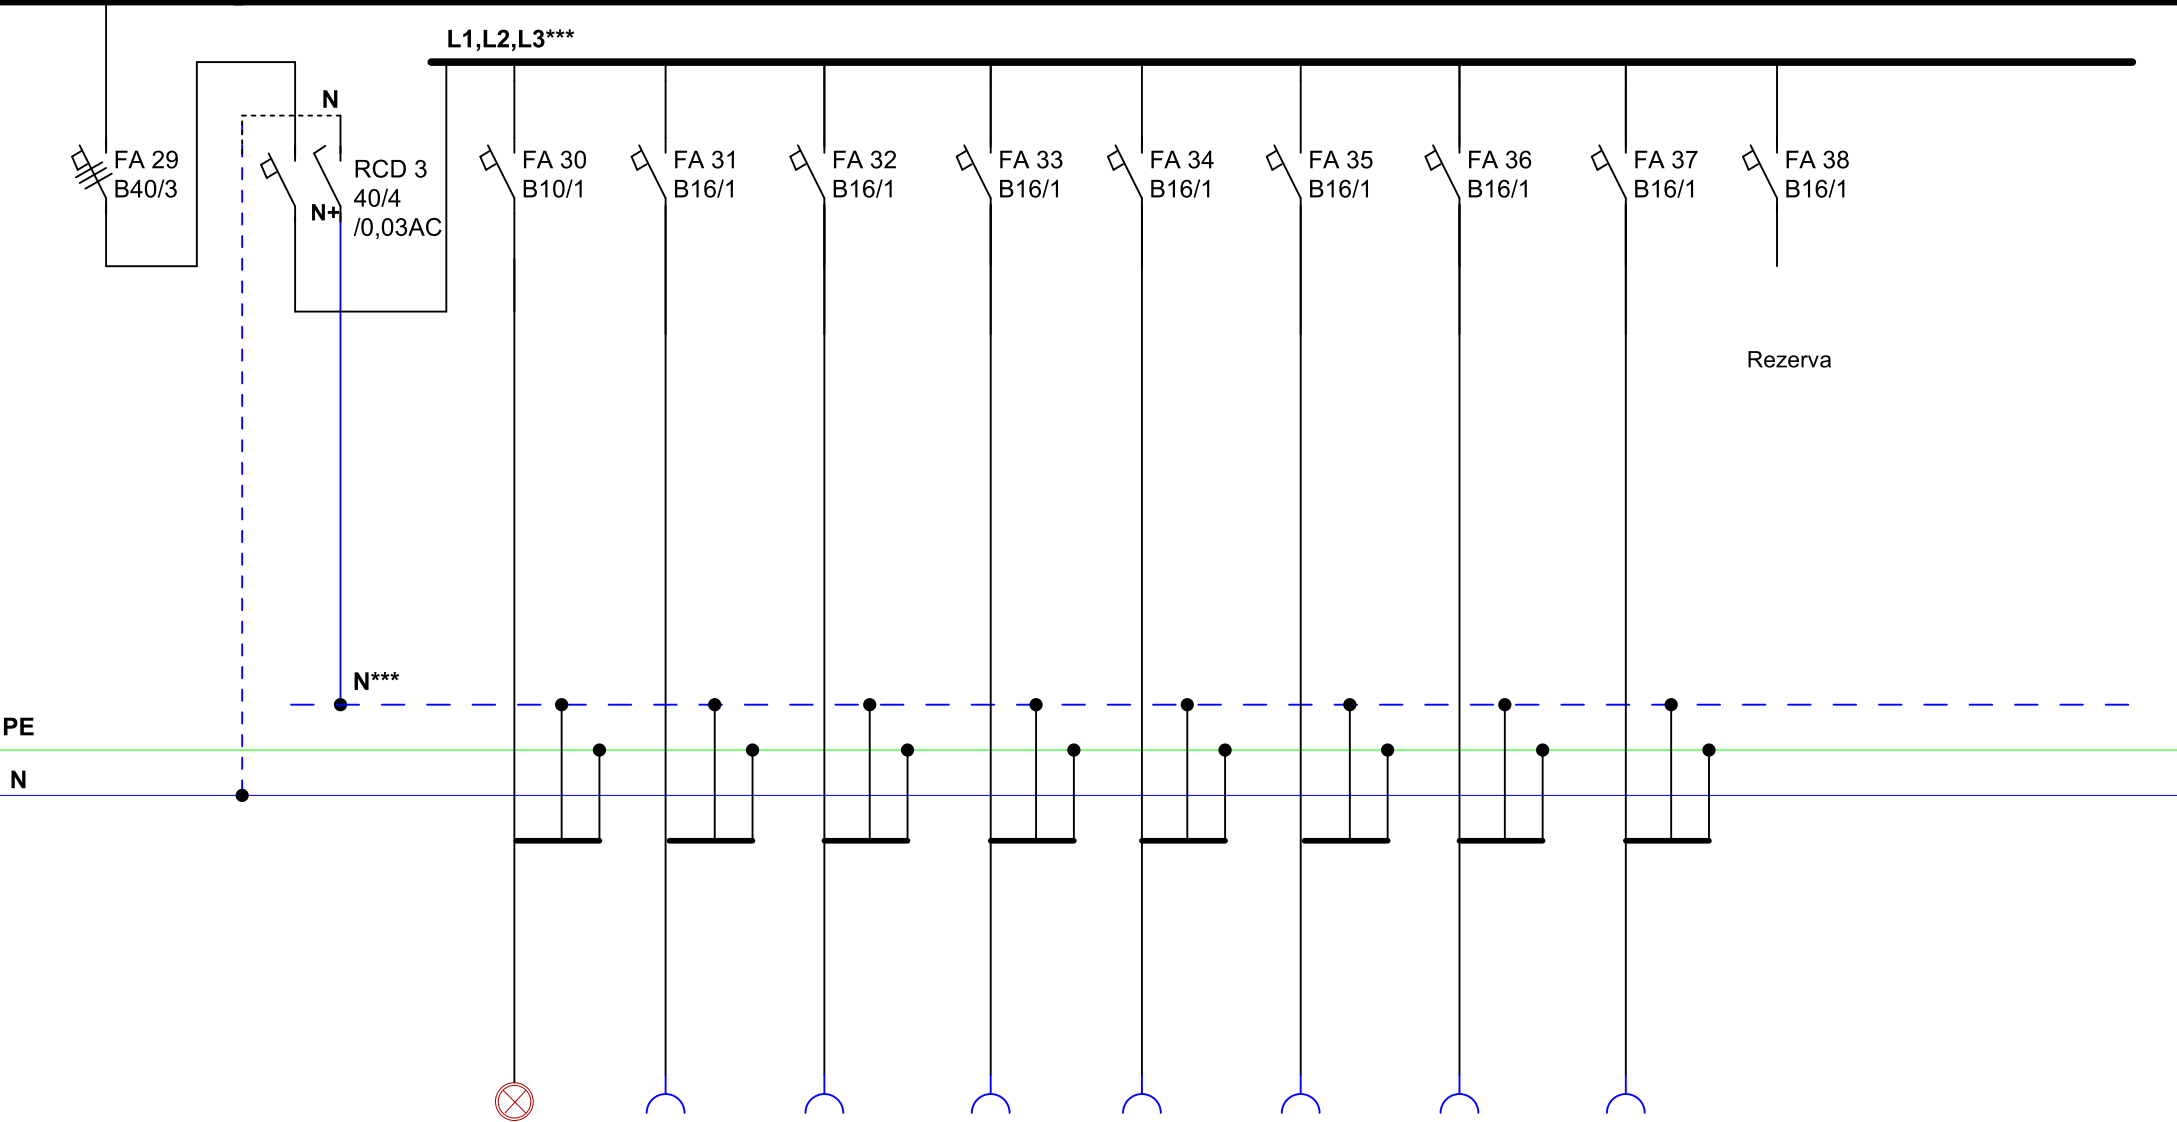 L1,L2,L3***
N
FA 29
B40/3
RCD 3
40/4
/0,03AC
N+
FA 30
B10/1
FA 31
B16/1
FA 32
B16/1
FA 33
B16/1
FA 34
B16/1
FA 35
B16/1
FA 36
B16/1
FA 37
B16/1
FA 38
B16/1
Rezerva
N***
PE
N